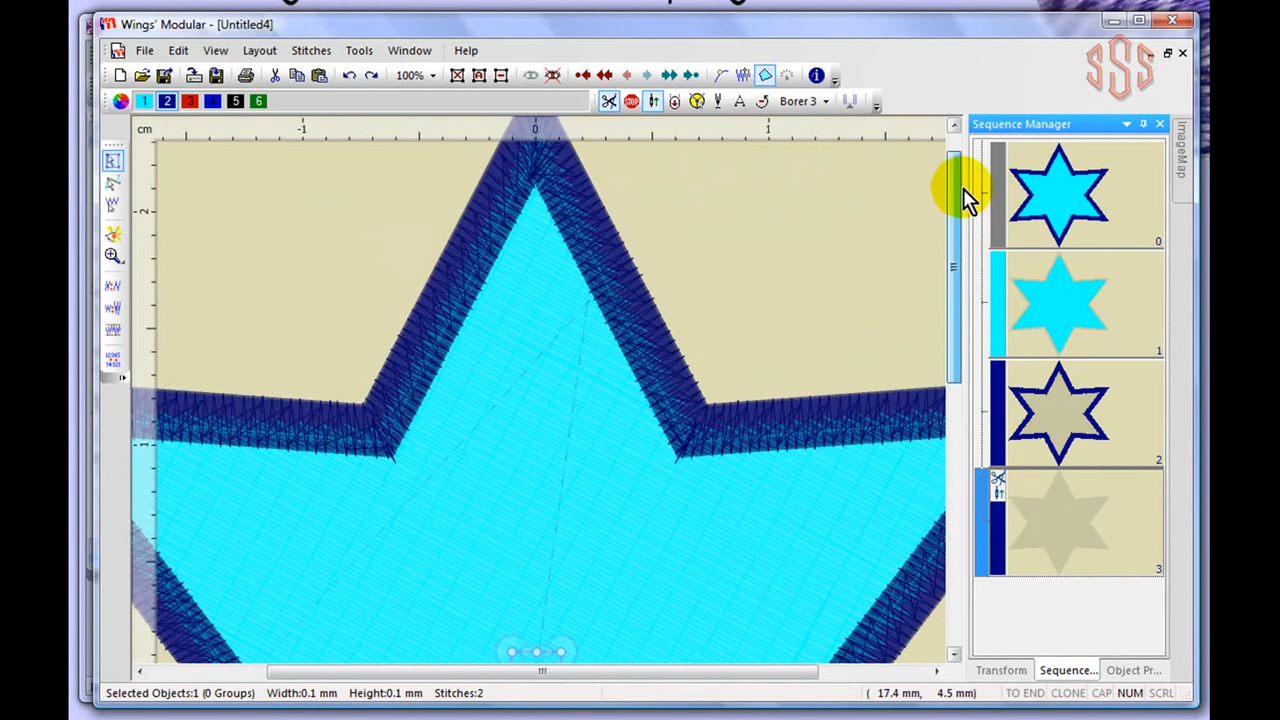 Wings' Modular - [Untitled4]
File Edit View Layout Stitches Tools Window Help
SSS
100%
1 2 3 4 5 6
STOP
A
Borer 3
cm
-1 0 1
2
1
Sequence Manager
ImageMap
0
1
2
3
Transform Sequence... Object Pr...
Selected Objects:1 (0 Groups) Width:0.1 mm Height:0.1 mm Stitches:2 ( 17.4 mm, 4.5 mm) TO END CLONE CAP NUM SCRL